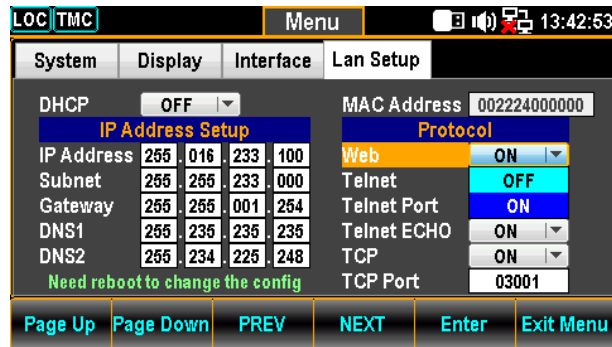 LOC TMC Menu 13:42:53
System Display Interface Lan Setup
DHCP OFF MAC Address 002224000000
IP Address Setup Protocol
IP Address 255 . 016 . 233 . 100 Web ON
Subnet 255 . 255 . 233 . 000 Telnet OFF
Gateway 255 . 255 . 001 . 254 Telnet Port ON
DNS1 255 . 235 . 235 . 235 Telnet ECHO ON
DNS2 255 . 234 . 225 . 248 TCP ON
Need reboot to change the config TCP Port 03001
Page Up Page Down PREV NEXT Enter Exit Menu